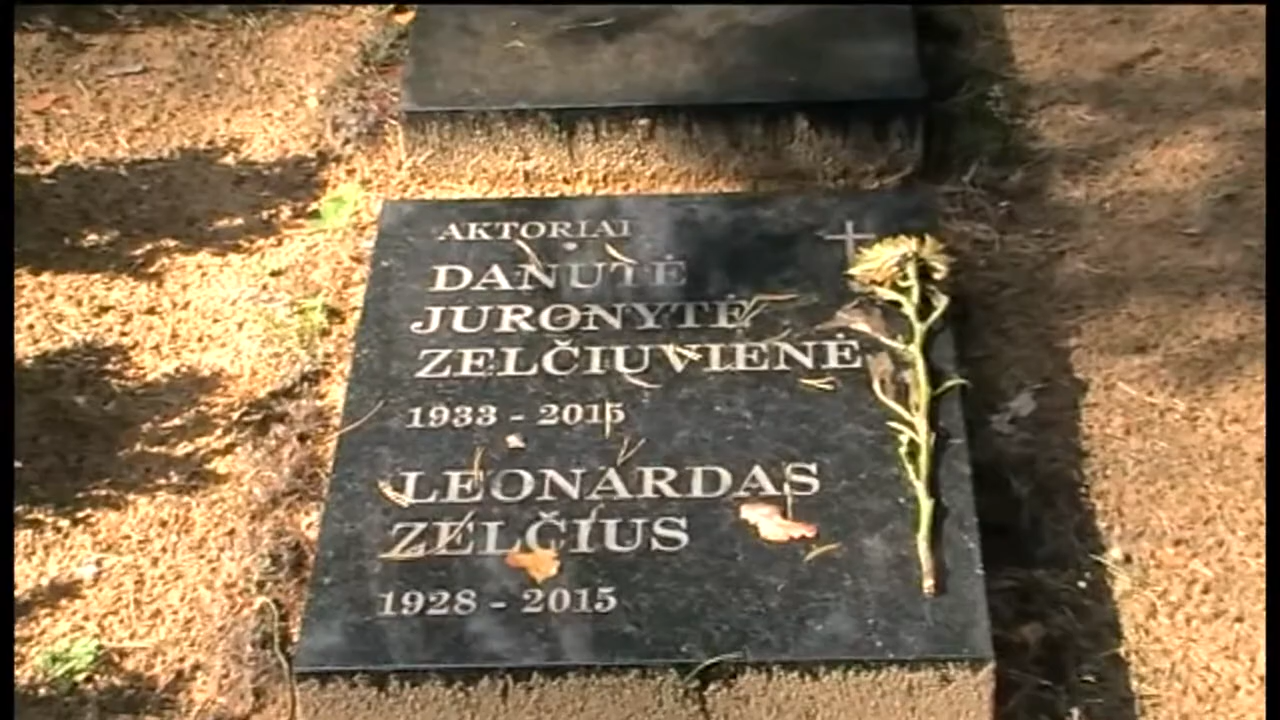 AKTORIAI
DANUTĖ
JURONYTĖ
ZELČIUVIENĖ
1933 - 2015
LEONARDAS
ZELČIUS
1928 - 2015